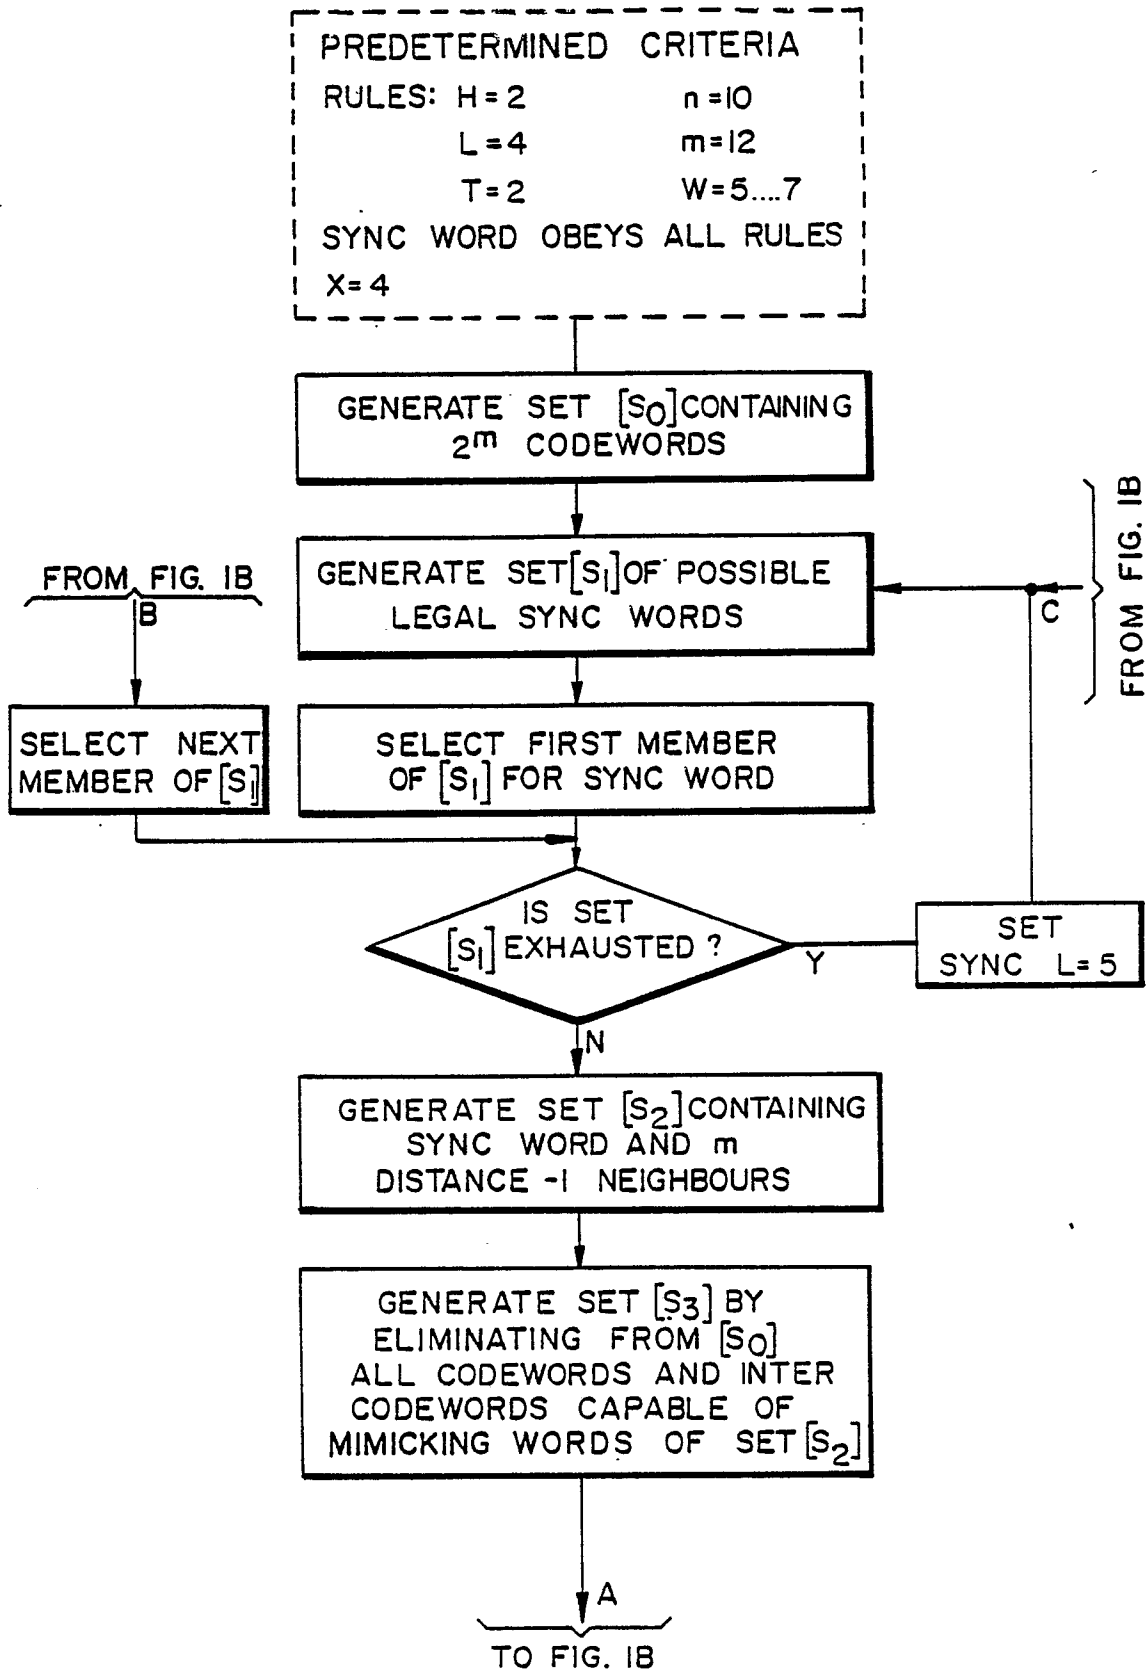 PREDETERMINED CRITERIA
RULES: H=2 n=10
L=4 m=12
T=2 W=5....7
SYNC WORD OBEYS ALL RULES
X=4
GENERATE SET [S0] CONTAINING
2^m CODEWORDS
GENERATE SET [S1] OF POSSIBLE
LEGAL SYNC WORDS
FROM FIG. 1B
C
FROM FIG. 1B
B
SELECT NEXT
MEMBER OF [S1]
SELECT FIRST MEMBER
OF [S1] FOR SYNC WORD
IS SET
[S1] EXHAUSTED ?
Y
SET
SYNC L=5
N
GENERATE SET [S2] CONTAINING
SYNC WORD AND m
DISTANCE -1 NEIGHBOURS
GENERATE SET [S3] BY
ELIMINATING FROM [S0]
ALL CODEWORDS AND INTER
CODEWORDS CAPABLE OF
MIMICKING WORDS OF SET [S2]
A
TO FIG. 1B